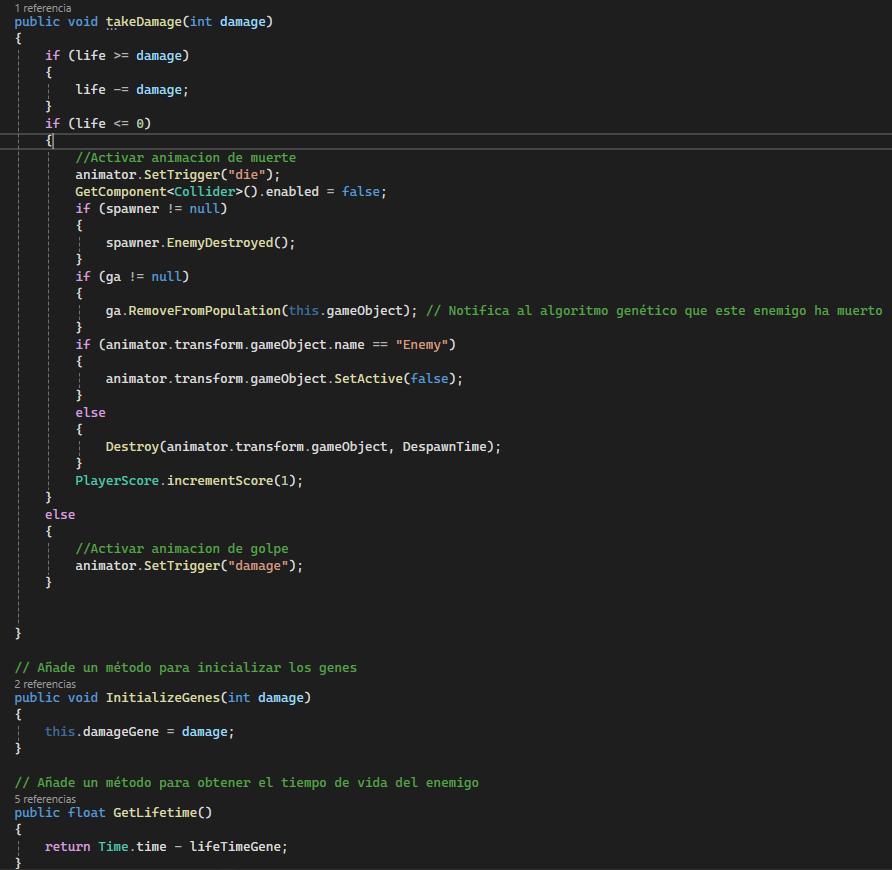 1 referencia
public void takeDamage(int damage)
{
    if (life >= damage)
    {
        life -= damage;
    }
    if (life <= 0)
    {
        //Activar animacion de muerte
        animator.SetTrigger("die");
        GetComponent<Collider>().enabled = false;
        if (spawner != null)
        {
            spawner.EnemyDestroyed();
        }
        if (ga != null)
        {
            ga.RemoveFromPopulation(this.gameObject); // Notifica al algoritmo genético que este enemigo ha muerto
        }
        if (animator.transform.gameObject.name == "Enemy")
        {
            animator.transform.gameObject.SetActive(false);
        }
        else
        {
            Destroy(animator.transform.gameObject, DespawnTime);
        }
        PlayerScore.incrementScore(1);
    }
    else
    {
        //Activar animacion de golpe
        animator.SetTrigger("damage");
    }
}
// Añade un método para inicializar los genes
2 referencias
public void InitializeGenes(int damage)
{
    this.damageGene = damage;
}
// Añade un método para obtener el tiempo de vida del enemigo
5 referencias
public float GetLifetime()
{
    return Time.time - lifeTimeGene;
}